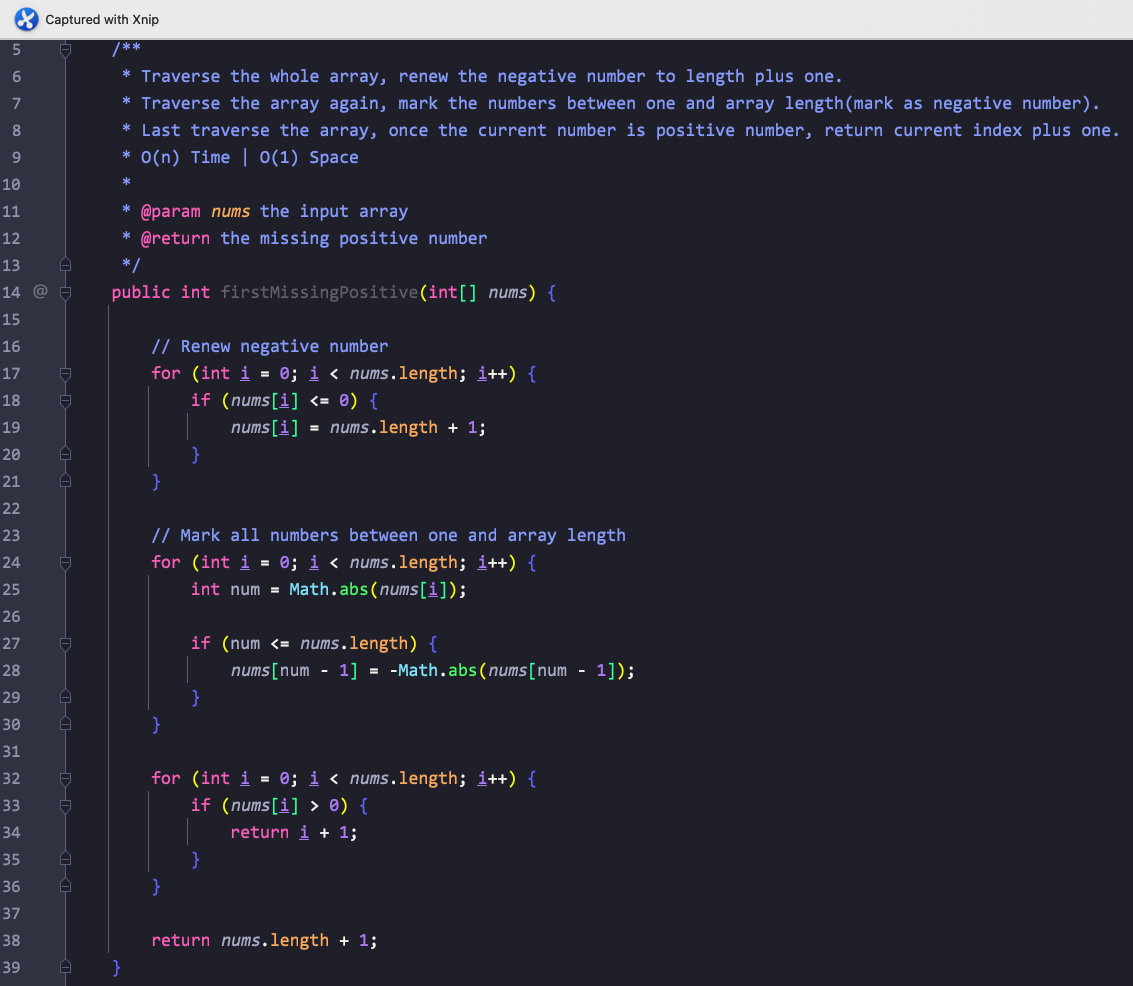 Captured with Xnip
5 /**
6 * Traverse the whole array, renew the negative number to length plus one.
7 * Traverse the array again, mark the numbers between one and array length(mark as negative number).
8 * Last traverse the array, once the current number is positive number, return current index plus one.
9 * O(n) Time | O(1) Space
10 *
11 * @param nums the input array
12 * @return the missing positive number
13 */
14 @ public int firstMissingPositive(int[] nums) {
15
16 // Renew negative number
17 for (int i = 0; i < nums.length; i++) {
18 if (nums[i] <= 0) {
19 nums[i] = nums.length + 1;
20 }
21 }
22
23 // Mark all numbers between one and array length
24 for (int i = 0; i < nums.length; i++) {
25 int num = Math.abs(nums[i]);
26
27 if (num <= nums.length) {
28 nums[num - 1] = -Math.abs(nums[num - 1]);
29 }
30 }
31
32 for (int i = 0; i < nums.length; i++) {
33 if (nums[i] > 0) {
34 return i + 1;
35 }
36 }
37
38 return nums.length + 1;
39 }